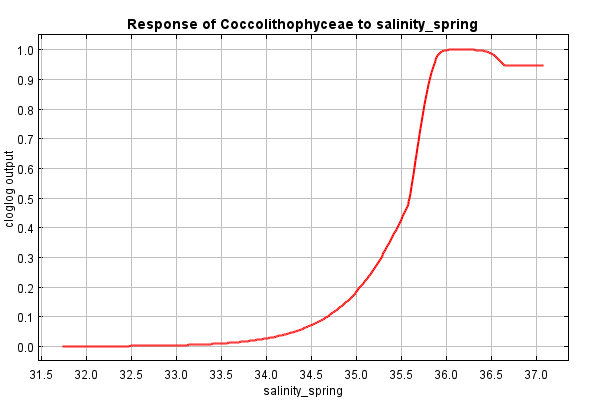 Response of Coccolithophyceae to salinity_spring
cloglog output
1.0
0.9
0.8
0.7
0.6
0.5
0.4
0.3
0.2
0.1
0.0
31.5 32.0 32.5 33.0 33.5 34.0 34.5 35.0 35.5 36.0 36.5 37.0
salinity_spring